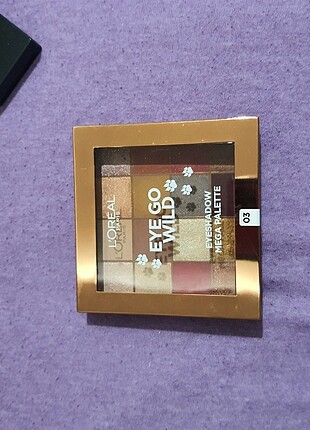 L'ORÉAL
PARIS
EYE GO
WILD
EYESHADOW
MEGA PALETTE
03